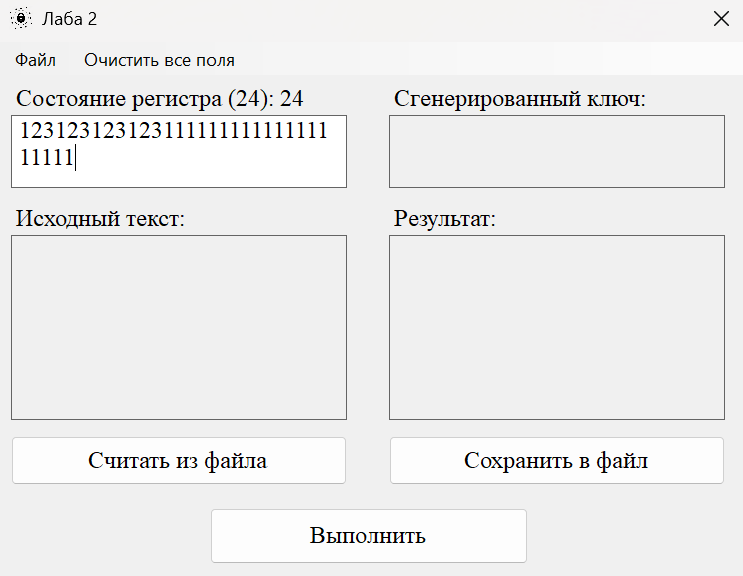 Лаба 2
Файл Очистить все поля
Состояние регистра (24): 24
Сгенерированный ключ:
12312312312311111111111111
11111
Исходный текст:
Результат:
Считать из файла
Сохранить в файл
Выполнить